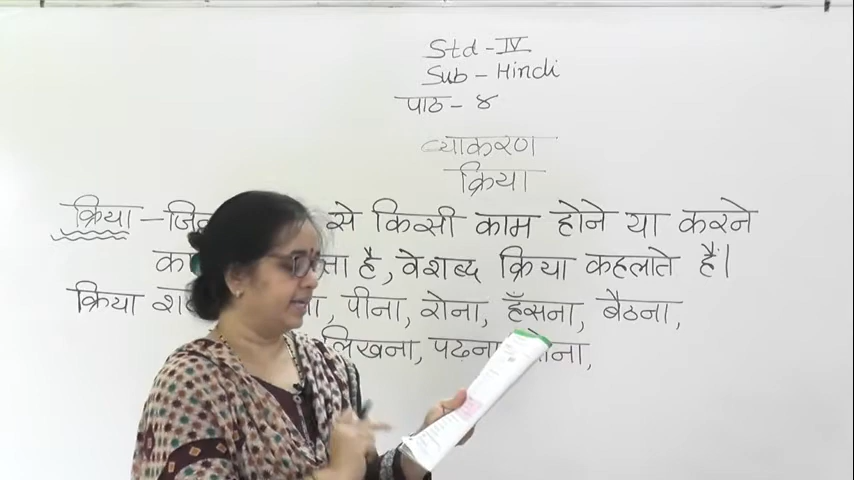 Std - IV
Sub - Hindi
पाठ - ४
व्याकरण
क्रिया
क्रिया - से किसी काम होने या करने
है, वे शब्द क्रिया कहलाते हैं।
क्रिया पीना, रोना, हँसना, बैठना,
लिखना, पढ़ना,